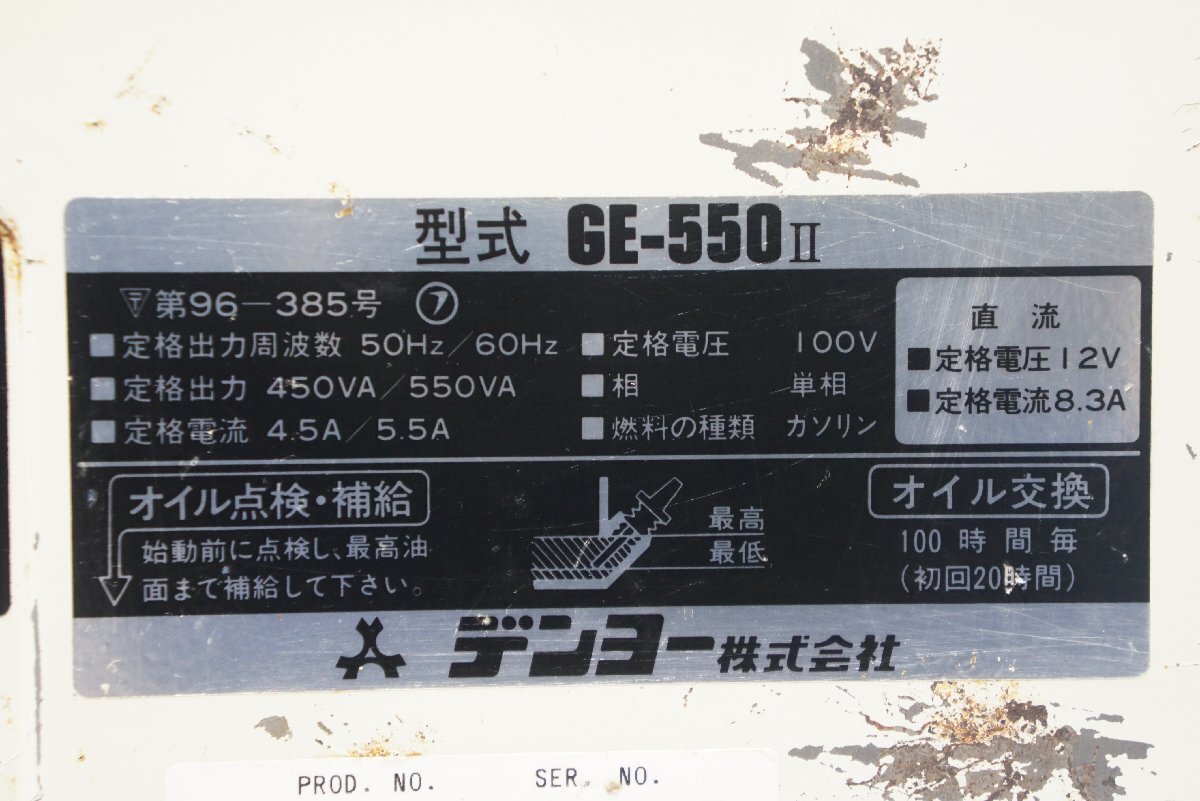 型式 GE-550Ⅱ
〒第96-385号 ㋐
■定格出力周波数 50Hz/60Hz ■定格電圧 100V
■定格出力 450VA/550VA ■相 単相
■定格電流 4.5A/5.5A ■燃料の種類 ガソリン
直流
■定格電圧12V
■定格電流8.3A
オイル点検・補給
始動前に点検し、最高油
面まで補給して下さい。
最高
最低
オイル交換
100時間毎
(初回20時間)
デンヨー株式会社
PROD. NO. SER. NO.